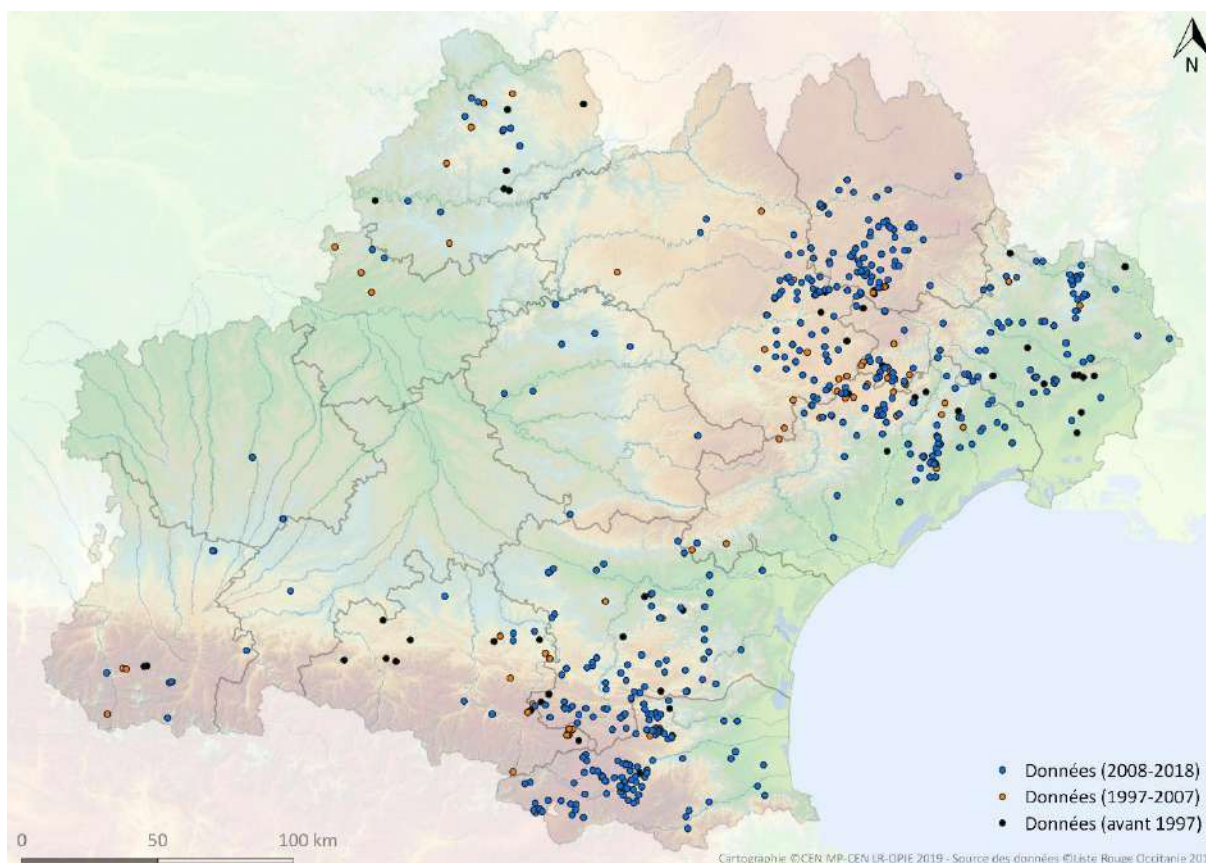 N
Données (2008-2018)
Données (1997-2007)
Données (avant 1997)
0 50 100 km
Cartographie ©CEN MP-CEN LR-OPIE 2019 - Source des données ©Liste Rouge Occitanie